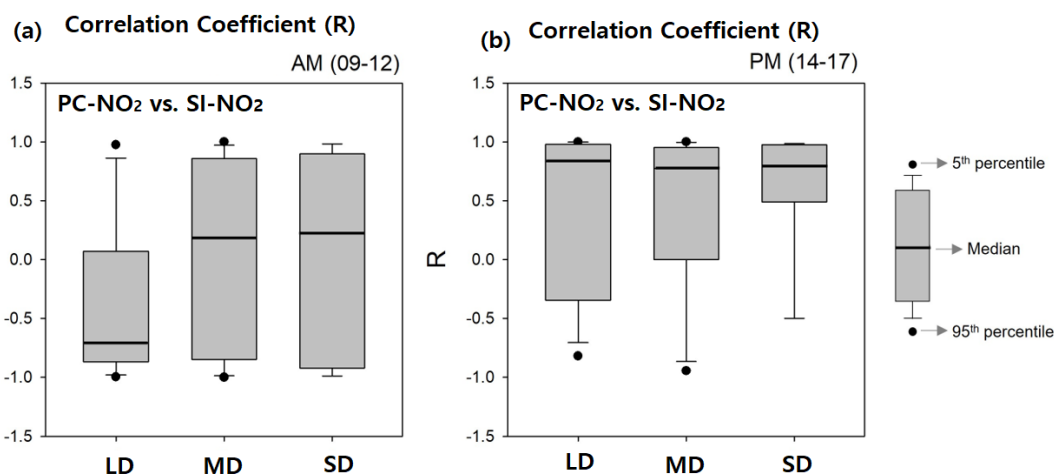 (a) Correlation Coefficient (R)
AM (09-12)
PC-NO₂ vs. SI-NO₂
1.5
1.0
0.5
0.0
-0.5
-1.0
-1.5
LD MD SD
(b) Correlation Coefficient (R)
PM (14-17)
PC-NO₂ vs. SI-NO₂
R
1.5
1.0
0.5
0.0
-0.5
-1.0
-1.5
LD MD SD
5th percentile
Median
95th percentile